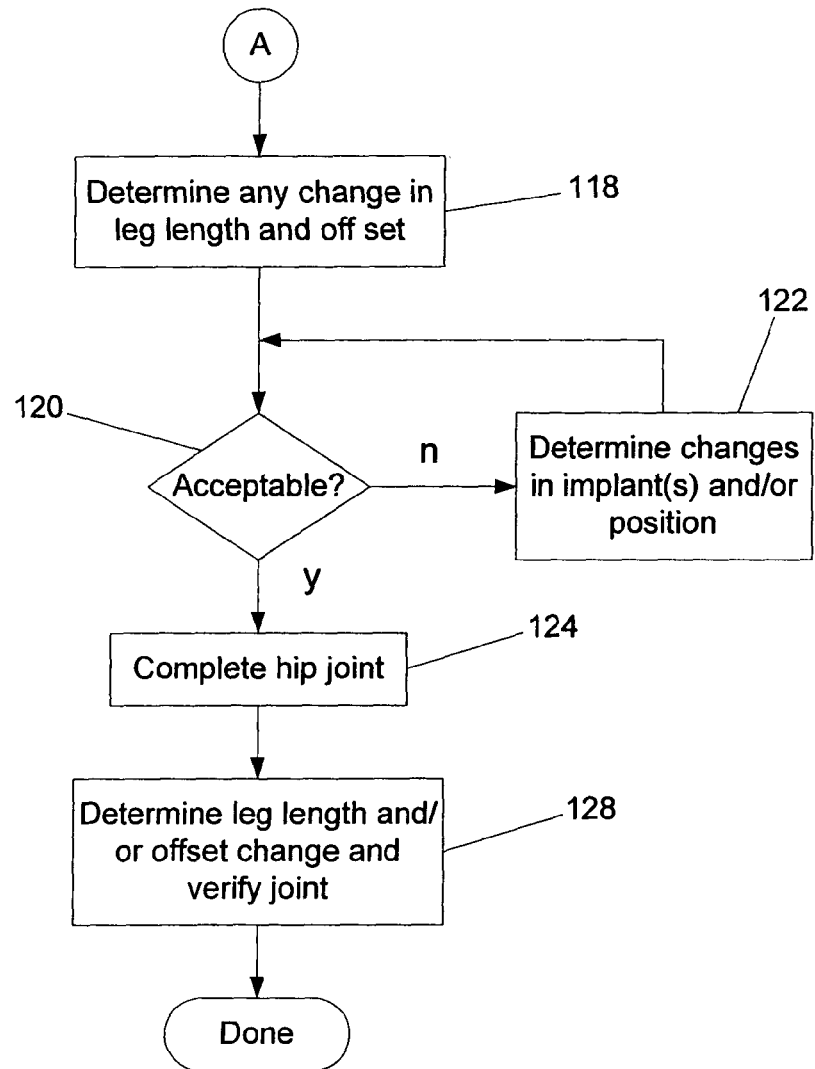 A
Determine any change in
leg length and off set
118
122
120
Acceptable?
n
Determine changes
in implant(s) and/or
position
y
124
Complete hip joint
Determine leg length and/
or offset change and
verify joint
128
Done